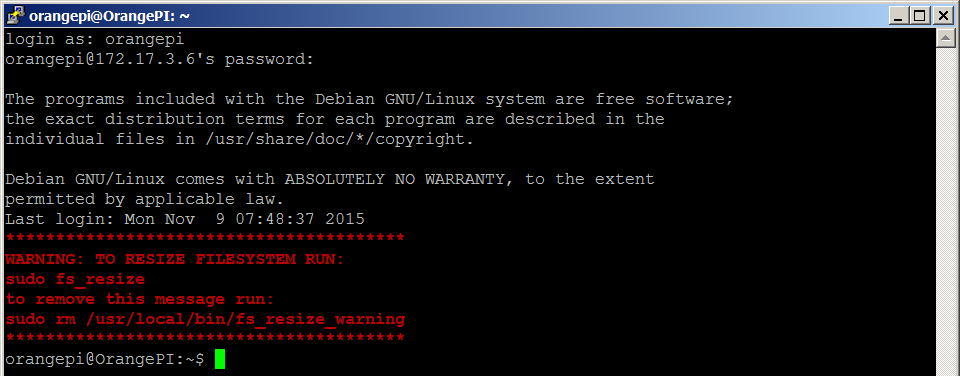 orangepi@OrangePI: ~
login as: orangepi
orangepi@172.17.3.6's password:
The programs included with the Debian GNU/Linux system are free software;
the exact distribution terms for each program are described in the
individual files in /usr/share/doc/*/copyright.
Debian GNU/Linux comes with ABSOLUTELY NO WARRANTY, to the extent
permitted by applicable law.
Last login: Mon Nov  9 07:48:37 2015
****************************************
WARNING: TO RESIZE FILESYSTEM RUN:
sudo fs_resize
to remove this message run:
sudo rm /usr/local/bin/fs_resize_warning
****************************************
orangepi@OrangePI:~$